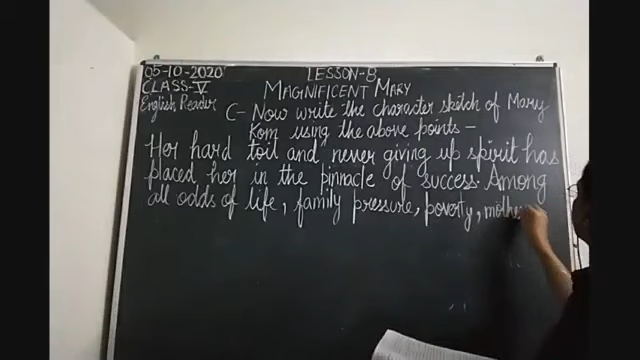 05-10-2020
LESSON-8
CLASS-V
MAGNIFICENT MARY
English Reader
C- Now write the character sketch of Mary
Kom using the above points-
Her hard toil and never giving up spirit has
placed her in the pinnacle of success. Among
all odds of life, family pressure, poverty, mothe